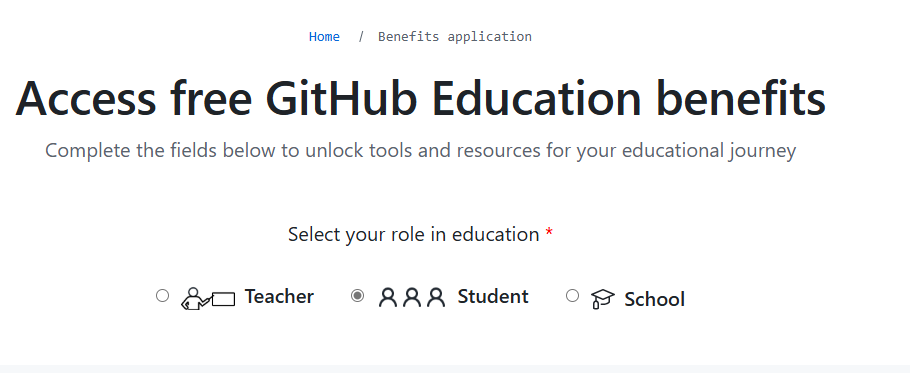 Home / Benefits application
Access free GitHub Education benefits
Complete the fields below to unlock tools and resources for your educational journey
Select your role in education *
Teacher Student School